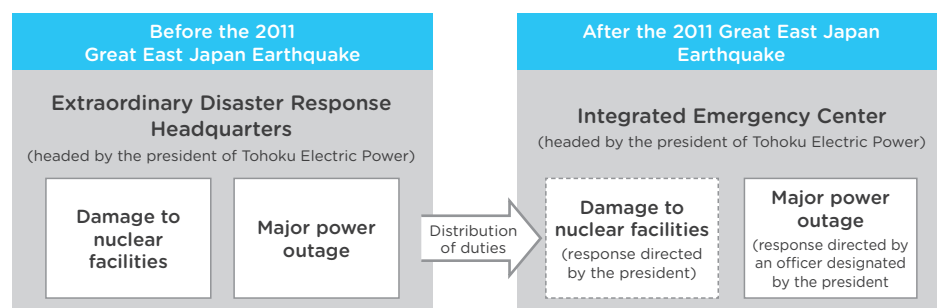 Before the 2011
Great East Japan Earthquake
Extraordinary Disaster Response
Headquarters
(headed by the president of Tohoku Electric Power)
Damage to
nuclear
facilities
Major power
outage
Distribution
of duties
After the 2011 Great East Japan
Earthquake
Integrated Emergency Center
(headed by the president of Tohoku Electric Power)
Damage to
nuclear facilities
(response directed
by the president)
Major power
outage
(response directed by
an officer designated
by the president